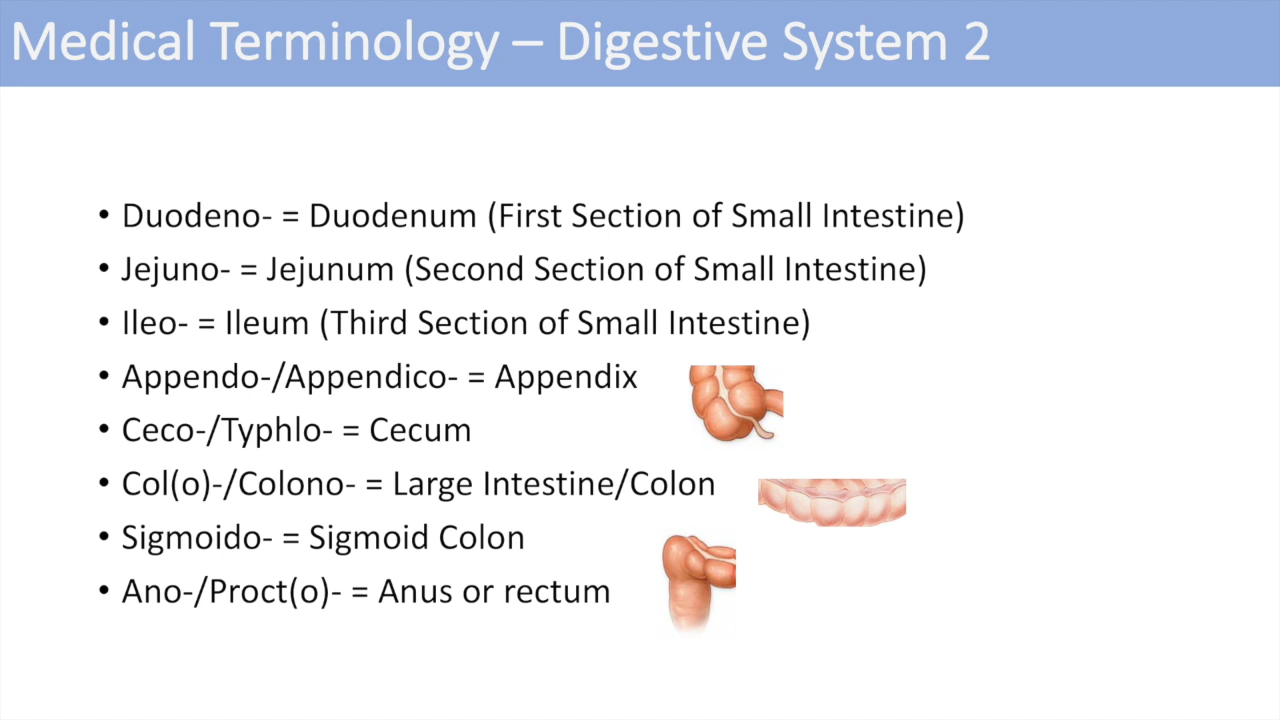 Medical Terminology – Digestive System 2
• Duodeno- = Duodenum (First Section of Small Intestine)
• Jejuno- = Jejunum (Second Section of Small Intestine)
• Ileo- = Ileum (Third Section of Small Intestine)
• Appendo-/Appendico- = Appendix
• Ceco-/Typhlo- = Cecum
• Col(o)-/Colono- = Large Intestine/Colon
• Sigmoido- = Sigmoid Colon
• Ano-/Proct(o)- = Anus or rectum